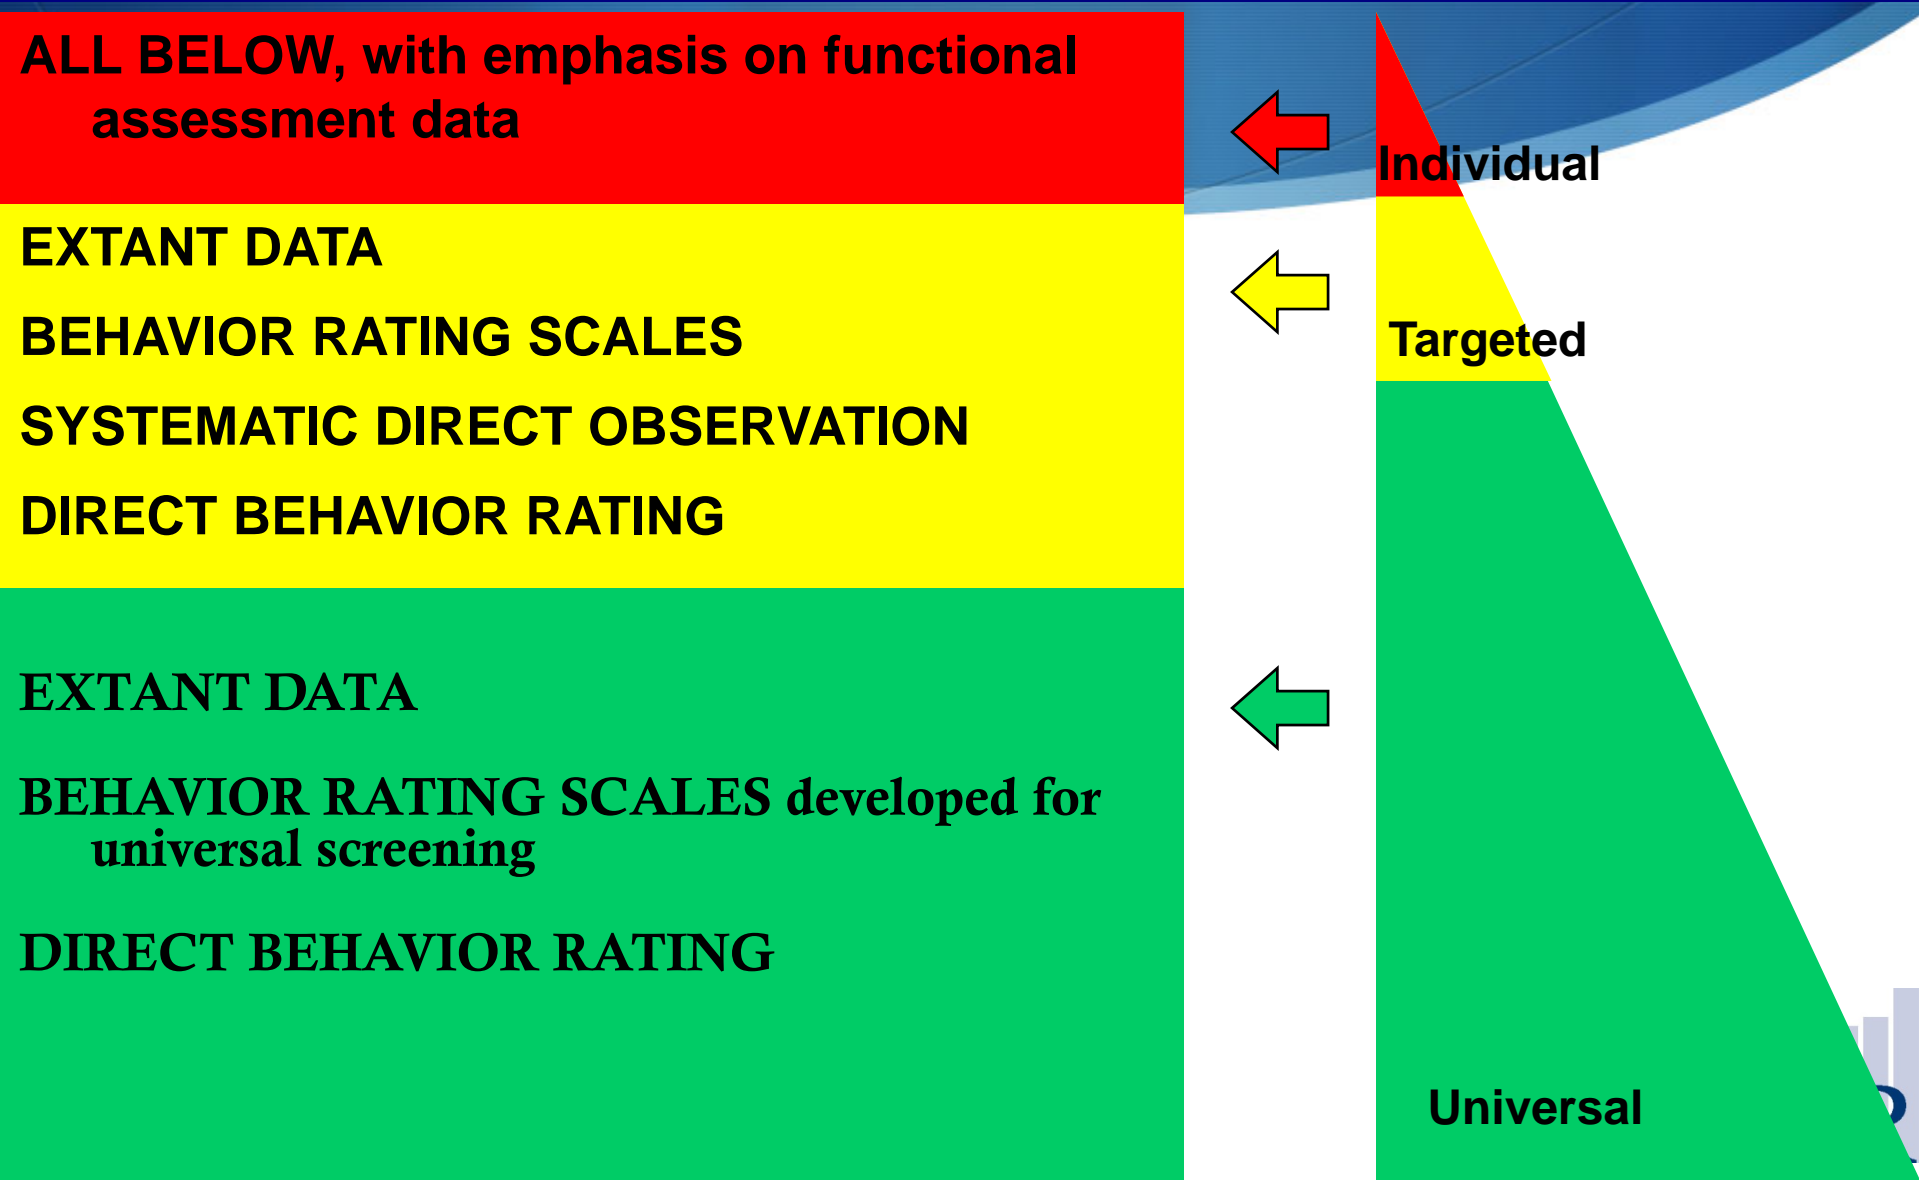 ALL BELOW, with emphasis on functional
assessment data
Individual
EXTANT DATA
BEHAVIOR RATING SCALES
SYSTEMATIC DIRECT OBSERVATION
DIRECT BEHAVIOR RATING
Targeted
EXTANT DATA
BEHAVIOR RATING SCALES developed for
universal screening
DIRECT BEHAVIOR RATING
Universal